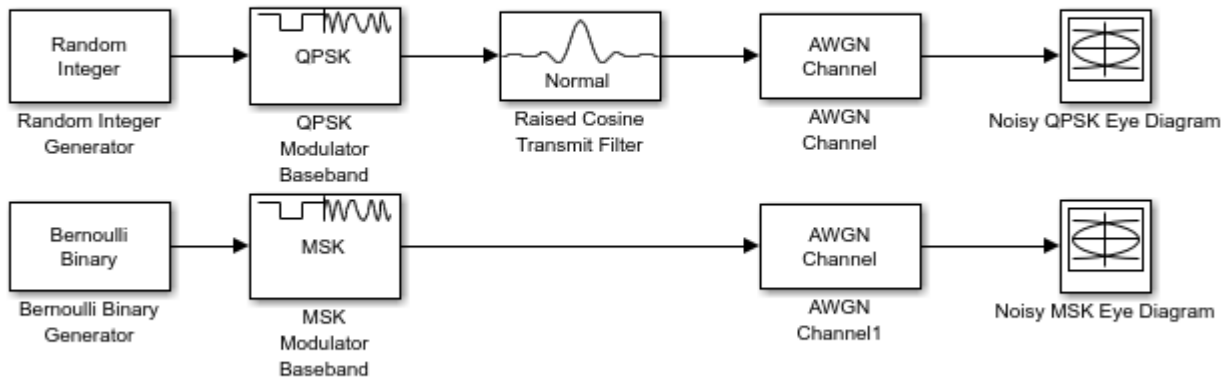 Random
Integer
QPSK
Normal
AWGN
Channel
Random Integer
Generator
QPSK
Modulator
Baseband
Raised Cosine
Transmit Filter
AWGN
Channel
Noisy QPSK Eye Diagram
Bernoulli
Binary
MSK
AWGN
Channel
Bernoulli Binary
Generator
MSK
Modulator
Baseband
AWGN
Channel1
Noisy MSK Eye Diagram